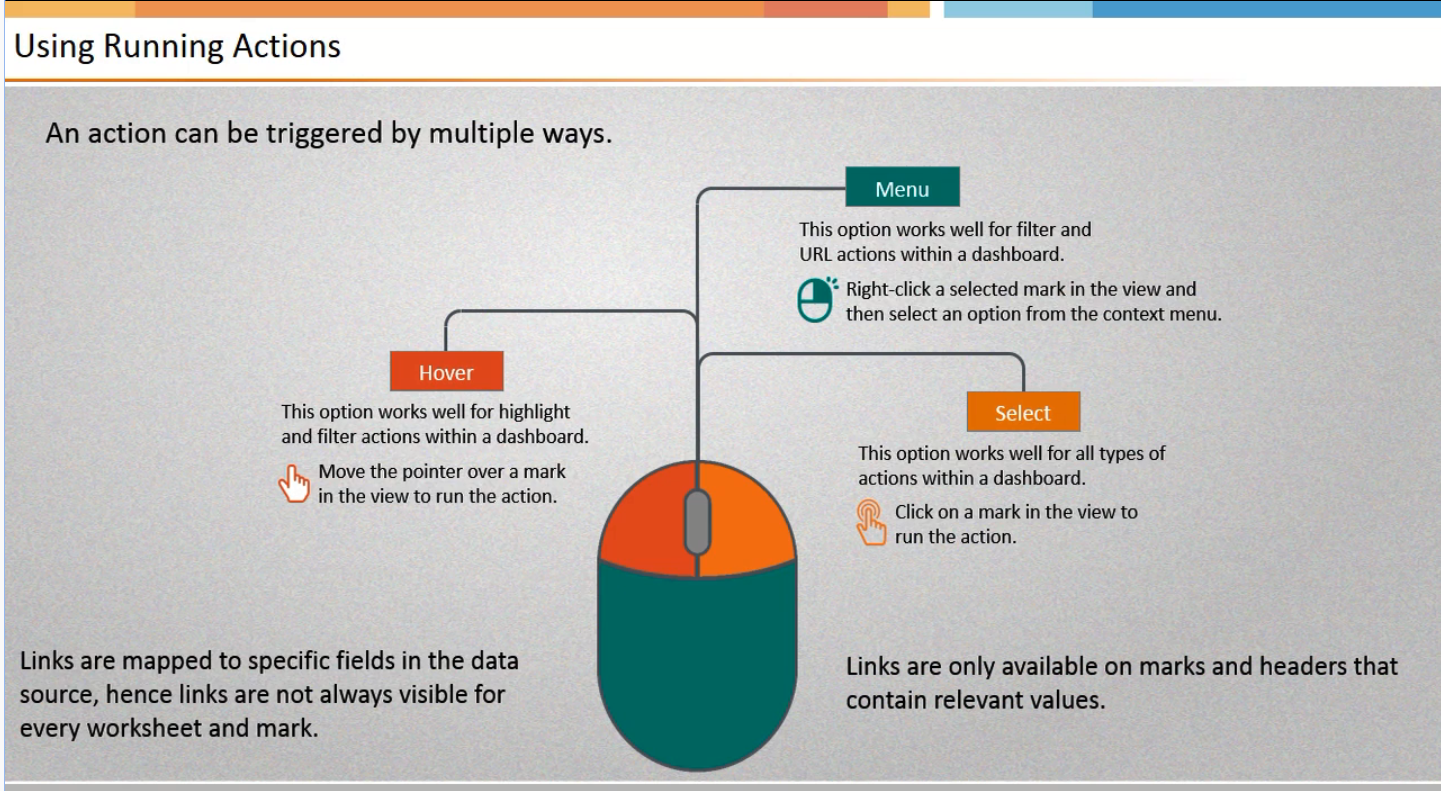 Using Running Actions
An action can be triggered by multiple ways.
Menu
This option works well for filter and
URL actions within a dashboard.
Right-click a selected mark in the view and
then select an option from the context menu.
Hover
This option works well for highlight
and filter actions within a dashboard.
Move the pointer over a mark
in the view to run the action.
Select
This option works well for all types of
actions within a dashboard.
Click on a mark in the view to
run the action.
Links are mapped to specific fields in the data
source, hence links are not always visible for
every worksheet and mark.
Links are only available on marks and headers that
contain relevant values.